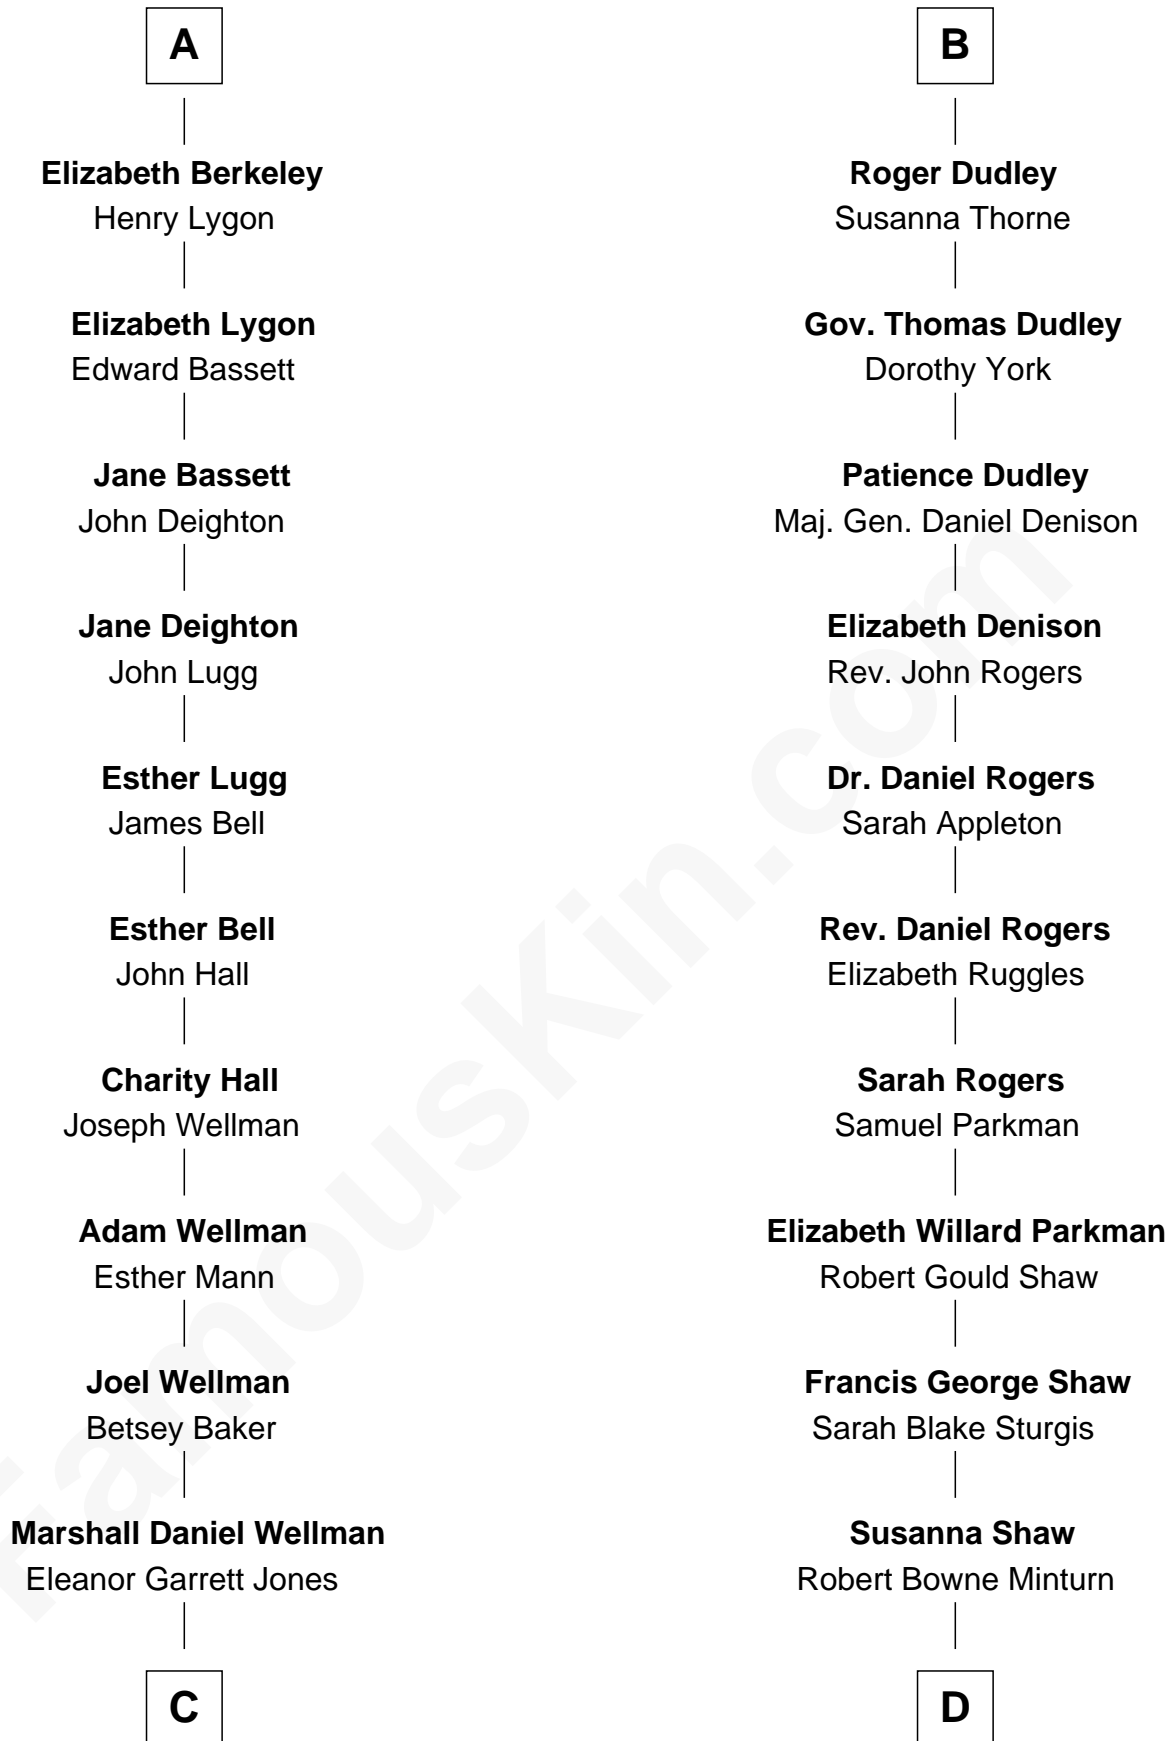 A
Elizabeth Berkeley
Henry Lygon
Elizabeth Lygon
Edward Bassett
Jane Bassett
John Deighton
Jane Deighton
John Lugg
Esther Lugg
James Bell
Esther Bell
John Hall
Charity Hall
Joseph Wellman
Adam Wellman
Esther Mann
Joel Wellman
Betsey Baker
Marshall Daniel Wellman
Eleanor Garrett Jones
C
B
Roger Dudley
Susanna Thorne
Gov. Thomas Dudley
Dorothy York
Patience Dudley
Maj. Gen. Daniel Denison
Elizabeth Denison
Rev. John Rogers
Dr. Daniel Rogers
Sarah Appleton
Rev. Daniel Rogers
Elizabeth Ruggles
Sarah Rogers
Samuel Parkman
Elizabeth Willard Parkman
Robert Gould Shaw
Francis George Shaw
Sarah Blake Sturgis
Susanna Shaw
Robert Bowne Minturn
D
FamousKin.com